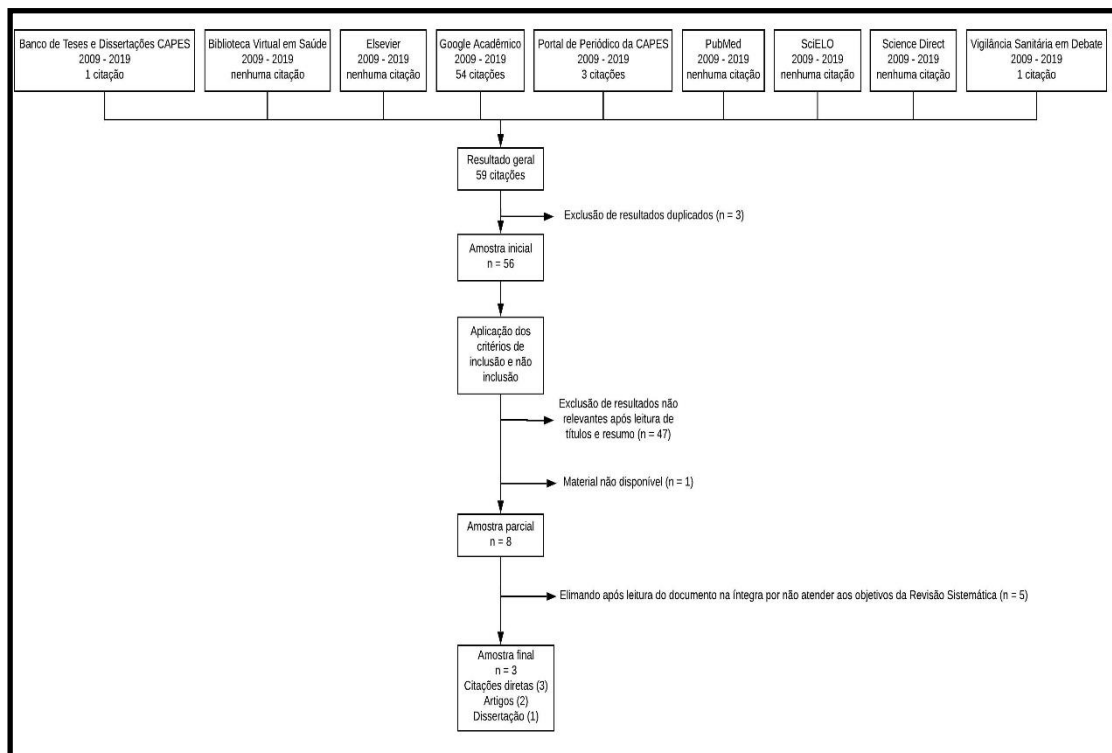 Banco de Teses e Dissertações CAPES
2009 - 2019
1 citação
Biblioteca Virtual em Saúde
2009 - 2019
nenhuma citação
Elsevier
2009 - 2019
nenhuma citação
Google Acadêmico
2009 - 2019
54 citações
Portal de Periódico da CAPES
2009 - 2019
3 citações
PubMed
2009 - 2019
nenhuma citação
SciELO
2009 - 2019
nenhuma citação
Science Direct
2009 - 2019
nenhuma citação
Vigilância Sanitária em Debate
2009 - 2019
1 citação
Resultado geral
59 citações
Exclusão de resultados duplicados (n = 3)
Amostra inicial
n = 56
Aplicação dos
critérios de
inclusão e não
inclusão
Exclusão de resultados não
relevantes após leitura de
títulos e resumo (n = 47)
Material não disponível (n = 1)
Amostra parcial
n = 8
Elimando após leitura do documento na íntegra por não atender aos objetivos da Revisão Sistemática (n = 5)
Amostra final
n = 3
Citações diretas (3)
Artigos (2)
Dissertação (1)